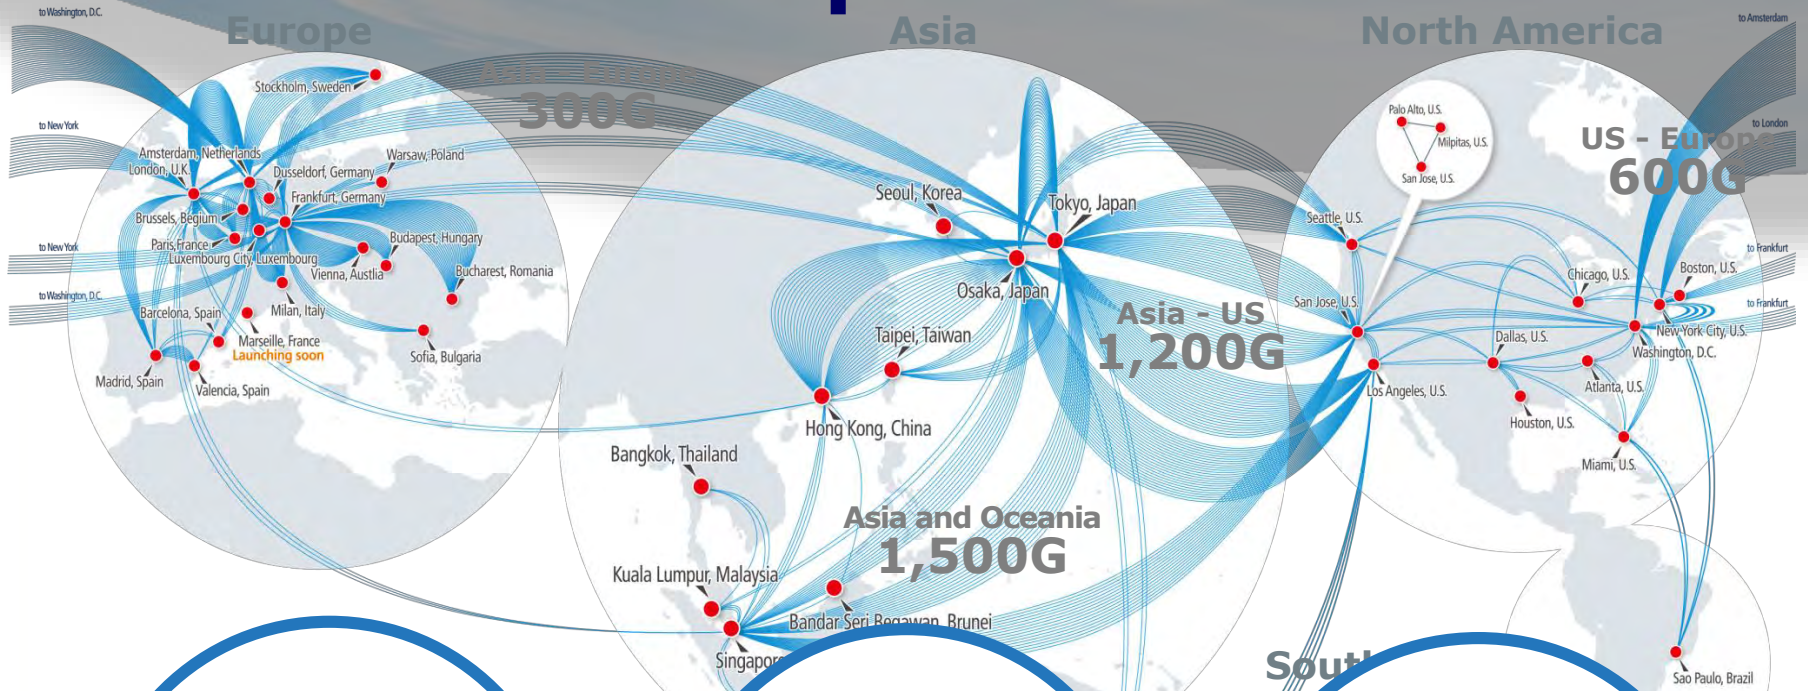 to Washington, D.C.
to New York
to New York
to Washington, D.C.
Europe
Stockholm, Sweden
Amsterdam, Netherlands
London, U.K.
Dusseldorf, Germany
Warsaw, Poland
Frankfurt, Germany
Brussels, Begium
Paris,France
Luxembourg City, Luxembourg
Budapest, Hungary
Vienna, Austlia
Bucharest, Romania
Milan, Italy
Barcelona, Spain
Marseille, France
Launching soon
Sofia, Bulgaria
Madrid, Spain
Valencia, Spain
Asia - Europe
300G
Asia
Seoul, Korea
Tokyo, Japan
Osaka, Japan
Taipei, Taiwan
Hong Kong, China
Bangkok, Thailand
Kuala Lumpur, Malaysia
Bandar Seri Begawan, Brunei
Singapore
Asia and Oceania
1,500G
Asia - US
1,200G
North America
Palo Alto, U.S.
Milpitas, U.S.
San Jose, U.S.
US - Europe
600G
to Amsterdam
to London
to Frankfurt
to Frankfurt
Seattle, U.S.
San Jose, U.S.
Los Angeles, U.S.
Chicago, U.S.
Boston, U.S.
New York City, U.S.
Washington, D.C.
Dallas, U.S.
Atlanta, U.S.
Houston, U.S.
Miami, U.S.
South
Sao Paulo, Brazil